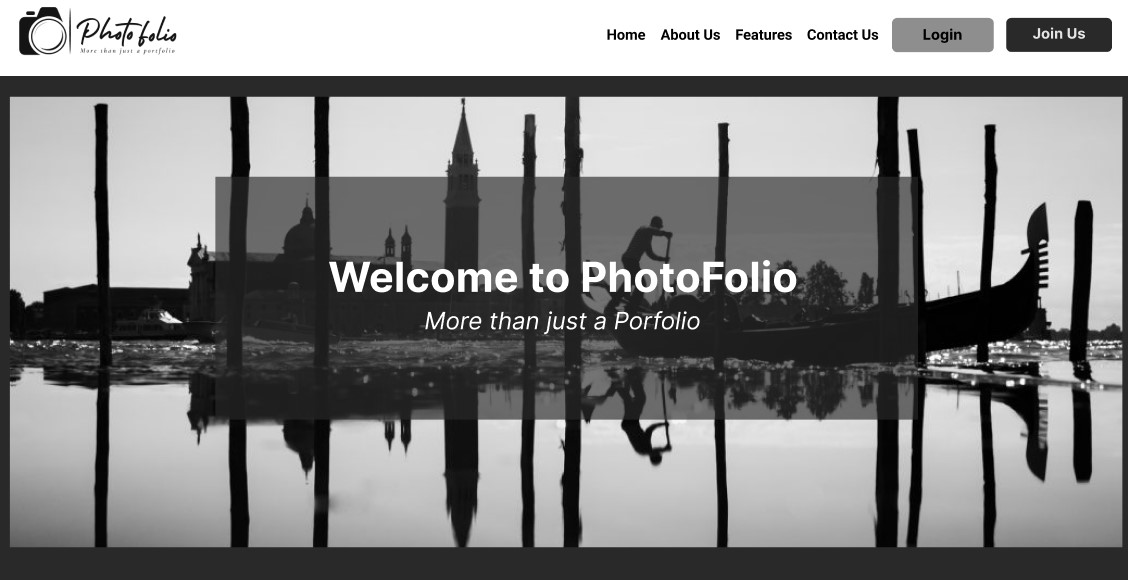 Photo folio
More than just a portfolio
Home About Us Features Contact Us Login Join Us
Welcome to PhotoFolio
More than just a Porfolio